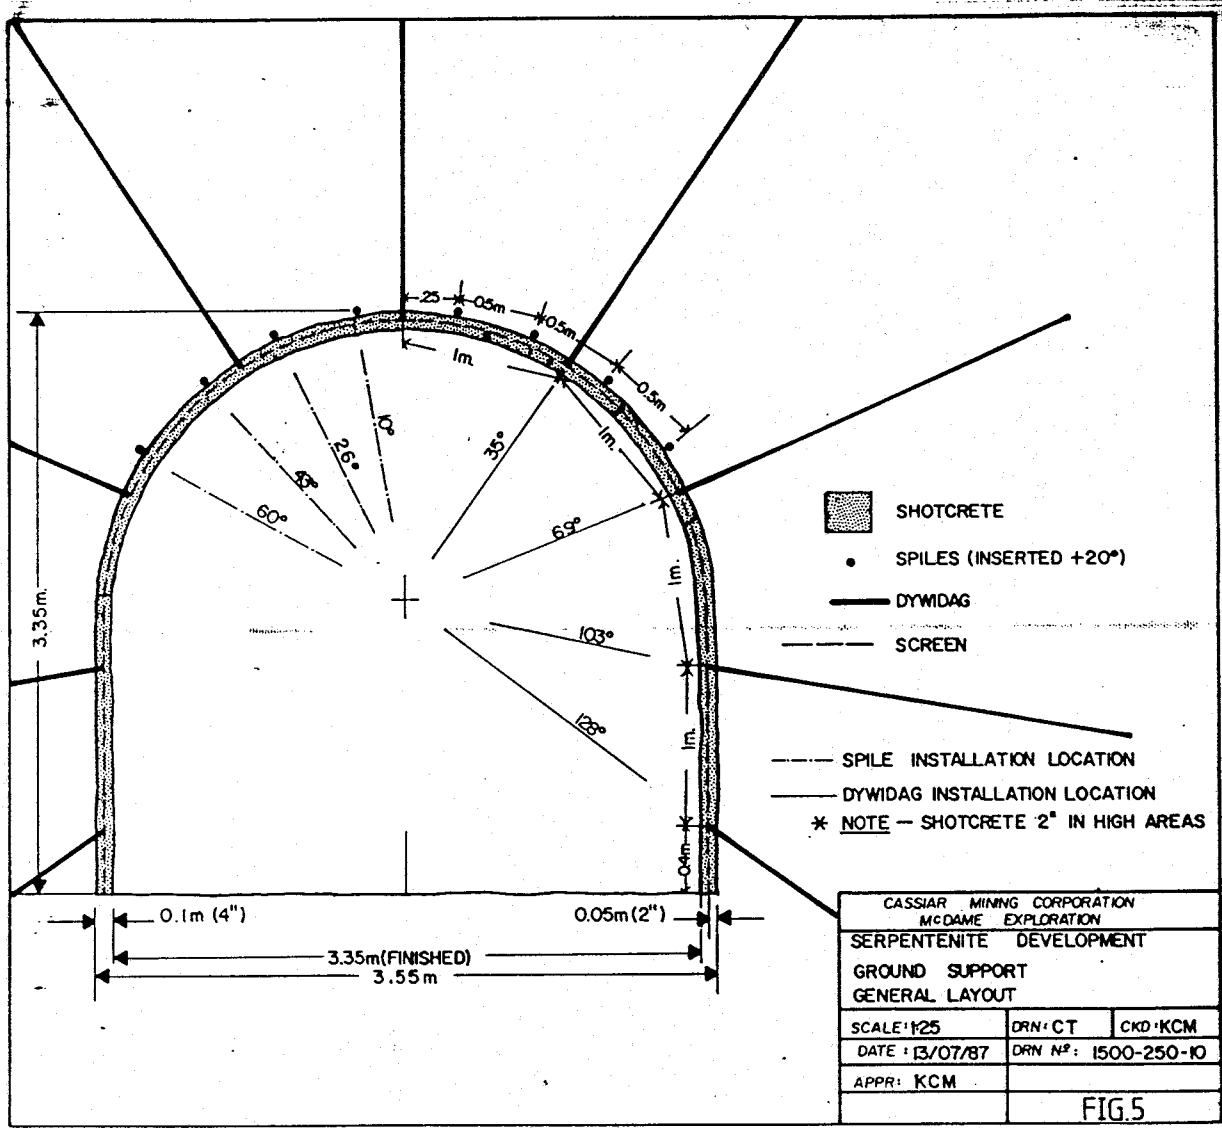 .25
0.5m
0.5m
0.5m
1m.
1m.
1m.
1m.
0.4m
10°
26°
43°
60°
35°
69°
103°
128°
3.35m.
SHOTCRETE
SPILES (INSERTED +20°)
DYWIDAG
SCREEN
SPILE INSTALLATION LOCATION
DYWIDAG INSTALLATION LOCATION
* NOTE - SHOTCRETE 2" IN HIGH AREAS
0.1m (4")
0.05m (2")
3.35m (FINISHED)
3.55m
CASSIAR MINING CORPORATION
McDAME EXPLORATION
SERPENTENITE DEVELOPMENT
GROUND SUPPORT
GENERAL LAYOUT
SCALE: 1:25
DRN: CT
CKD: KCM
DATE: 13/07/87
DRN Nº: 1500-250-10
APPR: KCM
FIG.5